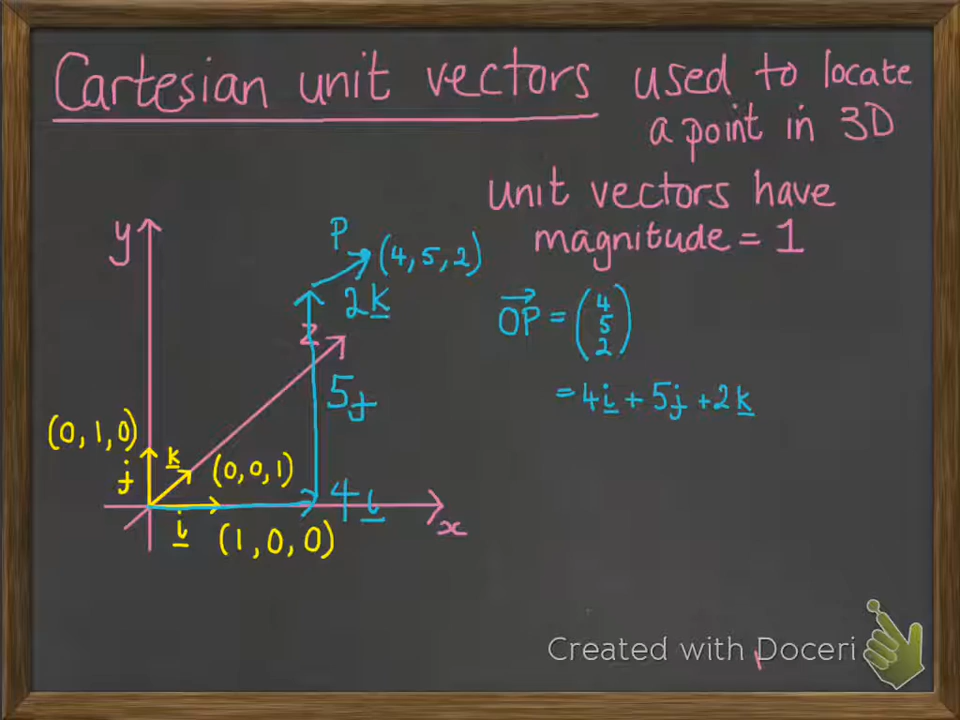 Cartesian unit vectors used to locate
a point in 3D
unit vectors have
magnitude = 1
y
P
(4, 5, 2)
2k
z
OP = (4 5 2)
5j
= 4i + 5j + 2k
(0, 1, 0)
k
(0, 0, 1)
j
4i
x
i
(1, 0, 0)
Created with Doceri